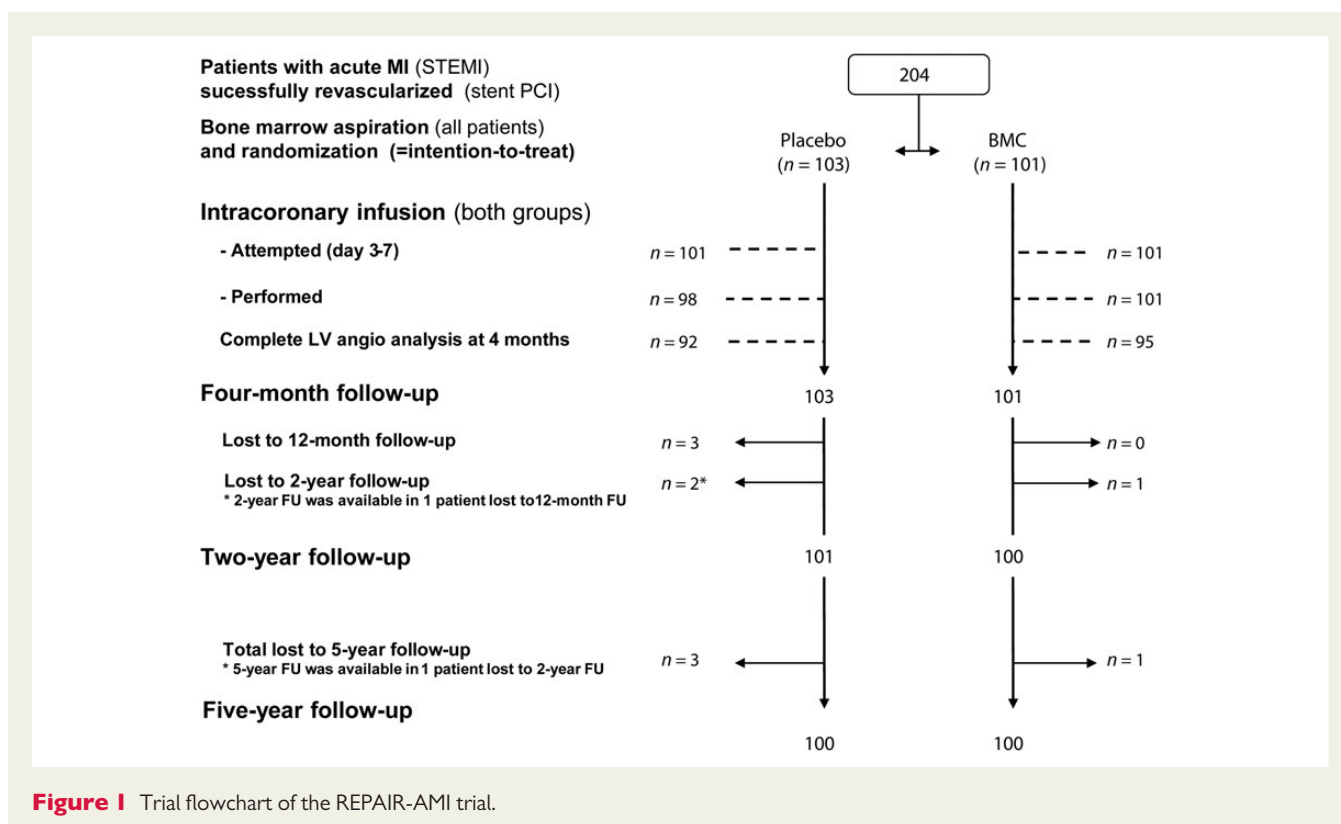 Patients with acute MI (STEMI)
sucessfully revascularized (stent PCI)
204
Bone marrow aspiration (all patients)
and randomization (=intention-to-treat)
Placebo
(n = 103)
BMC
(n = 101)
Intracoronary infusion (both groups)
- Attempted (day 3-7) n = 101 n = 101
- Performed n = 98 n = 101
Complete LV angio analysis at 4 months n = 92 n = 95
Four-month follow-up 103 101
Lost to 12-month follow-up n = 3 n = 0
Lost to 2-year follow-up n = 2* n = 1
* 2-year FU was available in 1 patient lost to12-month FU
Two-year follow-up 101 100
Total lost to 5-year follow-up n = 3 n = 1
* 5-year FU was available in 1 patient lost to 2-year FU
Five-year follow-up
100 100
Figure 1 Trial flowchart of the REPAIR-AMI trial.